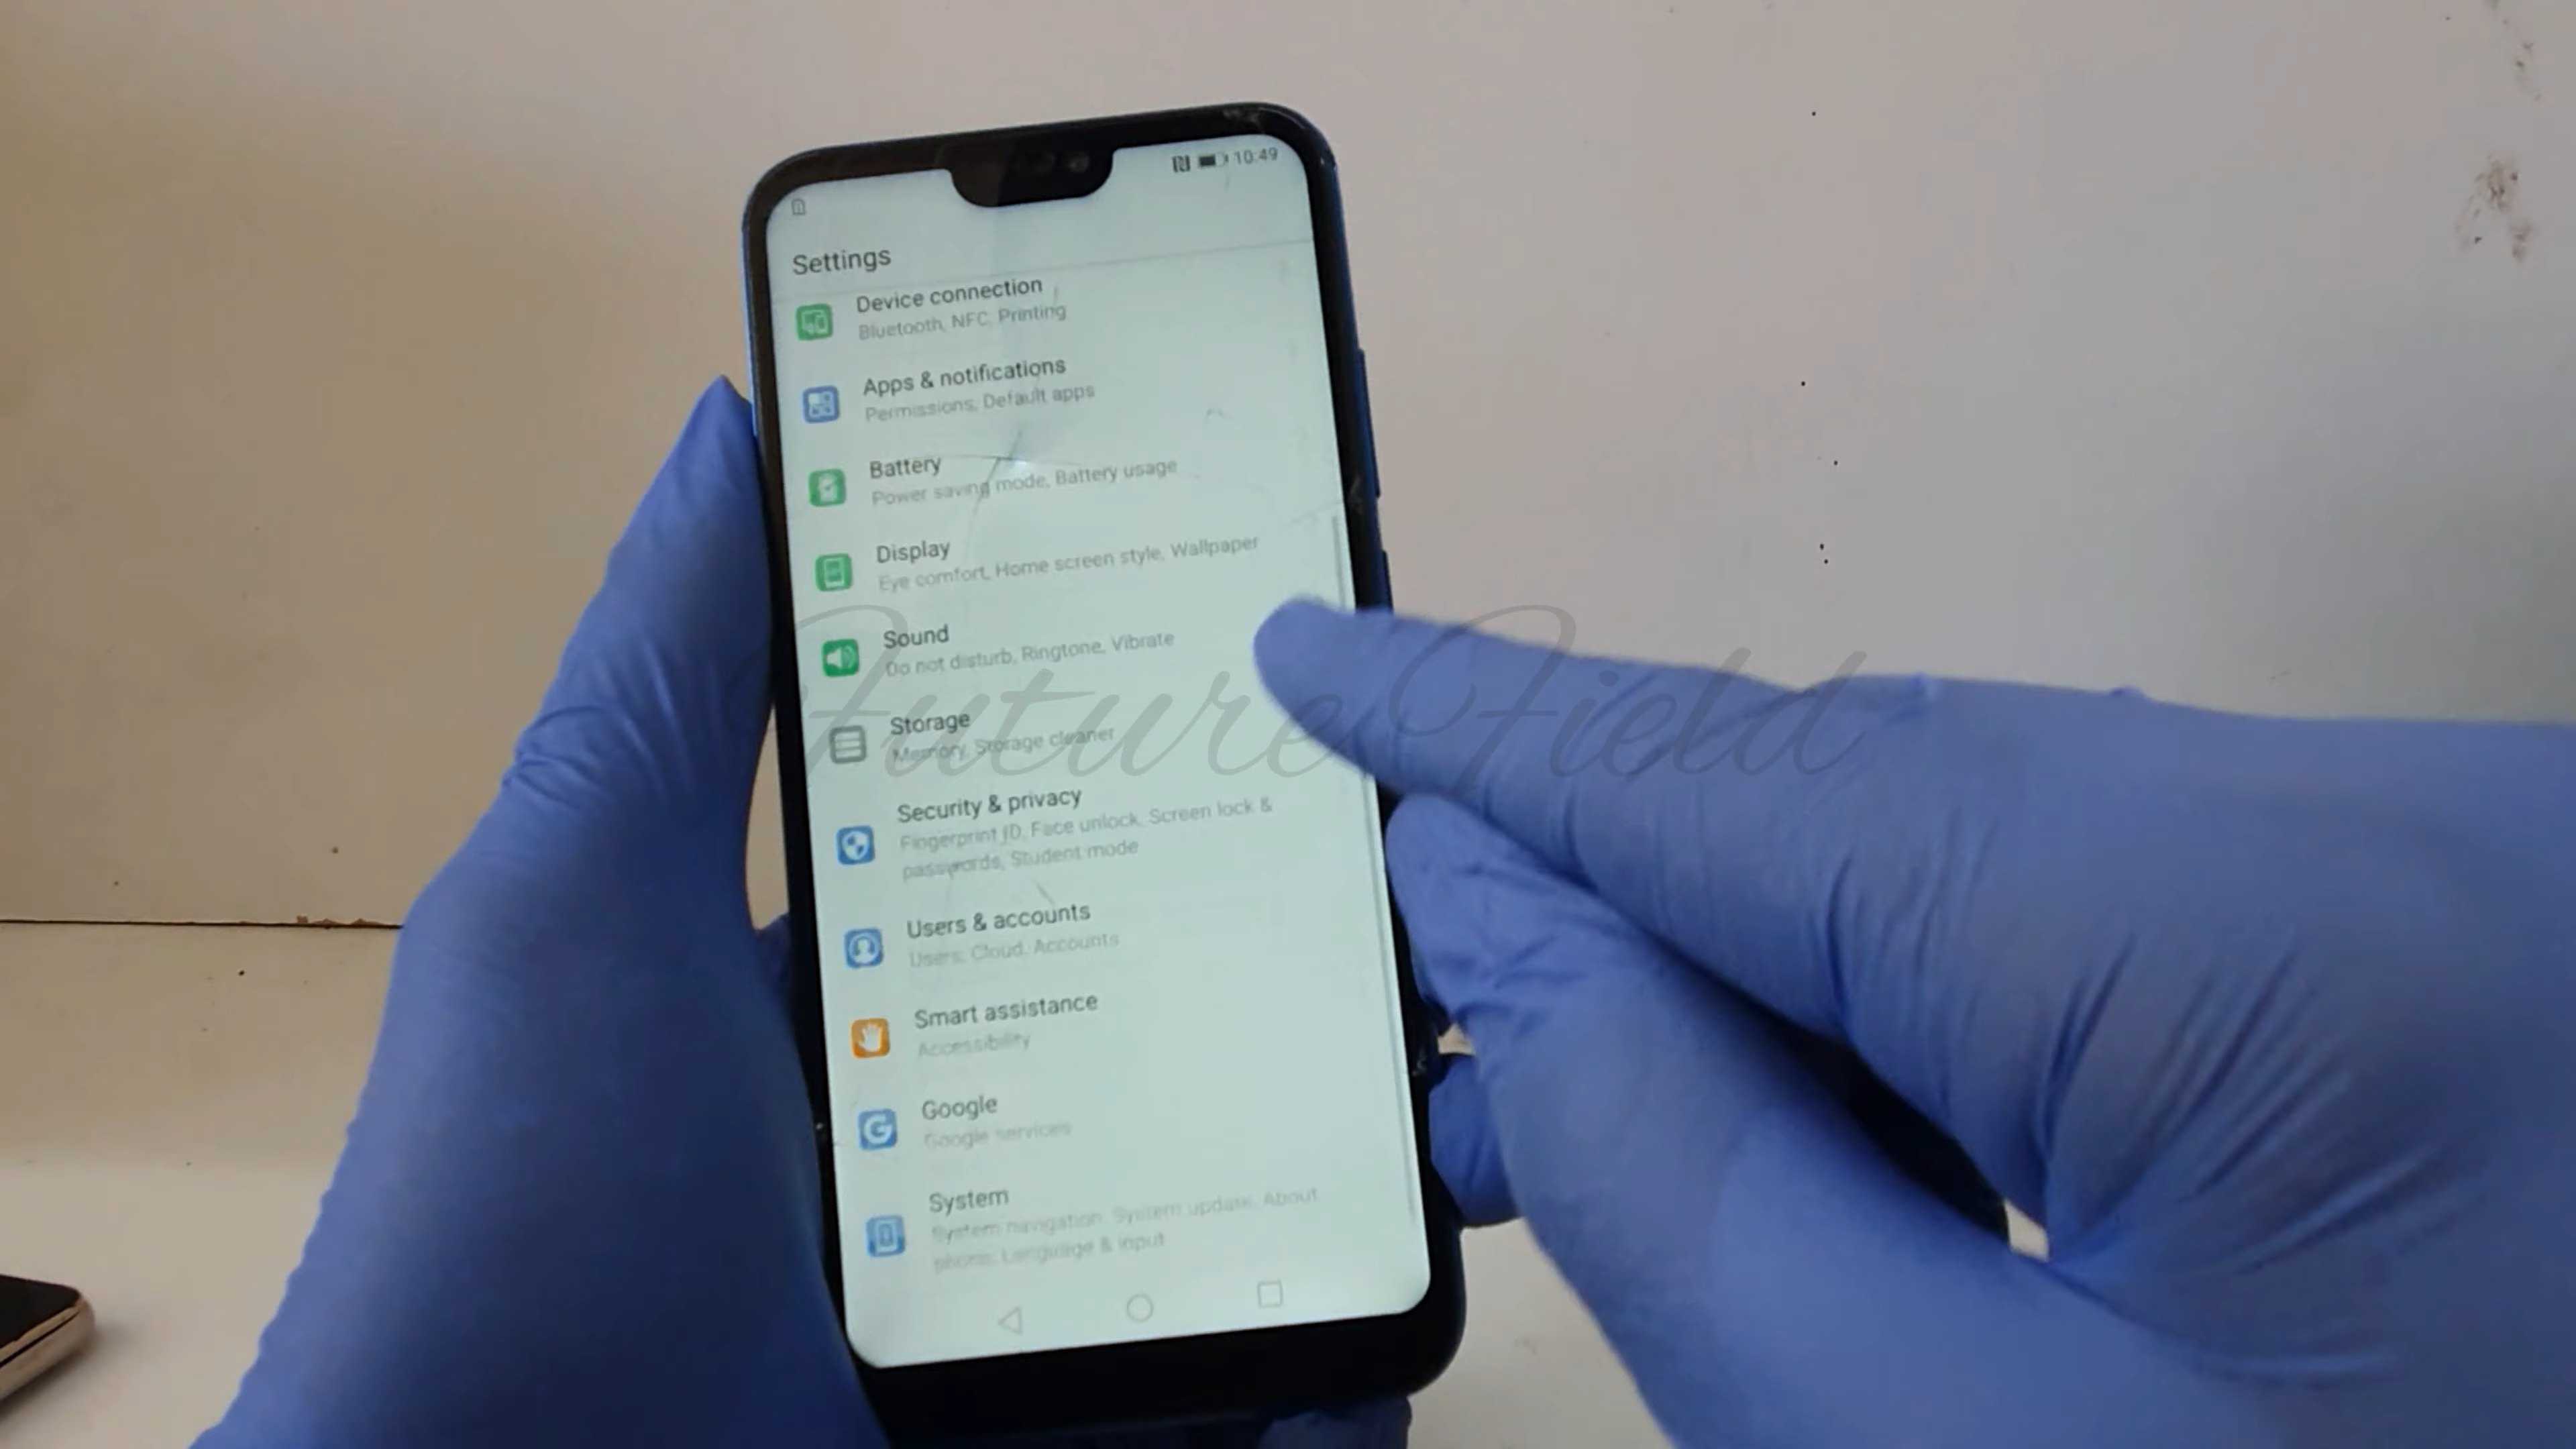 10:49
Settings
Device connection
Bluetooth, NFC, Printing
Apps & notifications
Permissions, Default apps
Battery
Power saving mode, Battery usage
Display
Eye comfort, Home screen style, Wallpaper
Sound
Do not disturb, Ringtone, Vibrate
Storage
Memory, Storage cleaner
Security & privacy
Fingerprint ID, Face unlock, Screen lock &
passwords, Student mode
Users & accounts
Users, Cloud, Accounts
Smart assistance
Accessibility
Google
Google services
System
System navigation, System update, About
phone, Language & input
FutureField